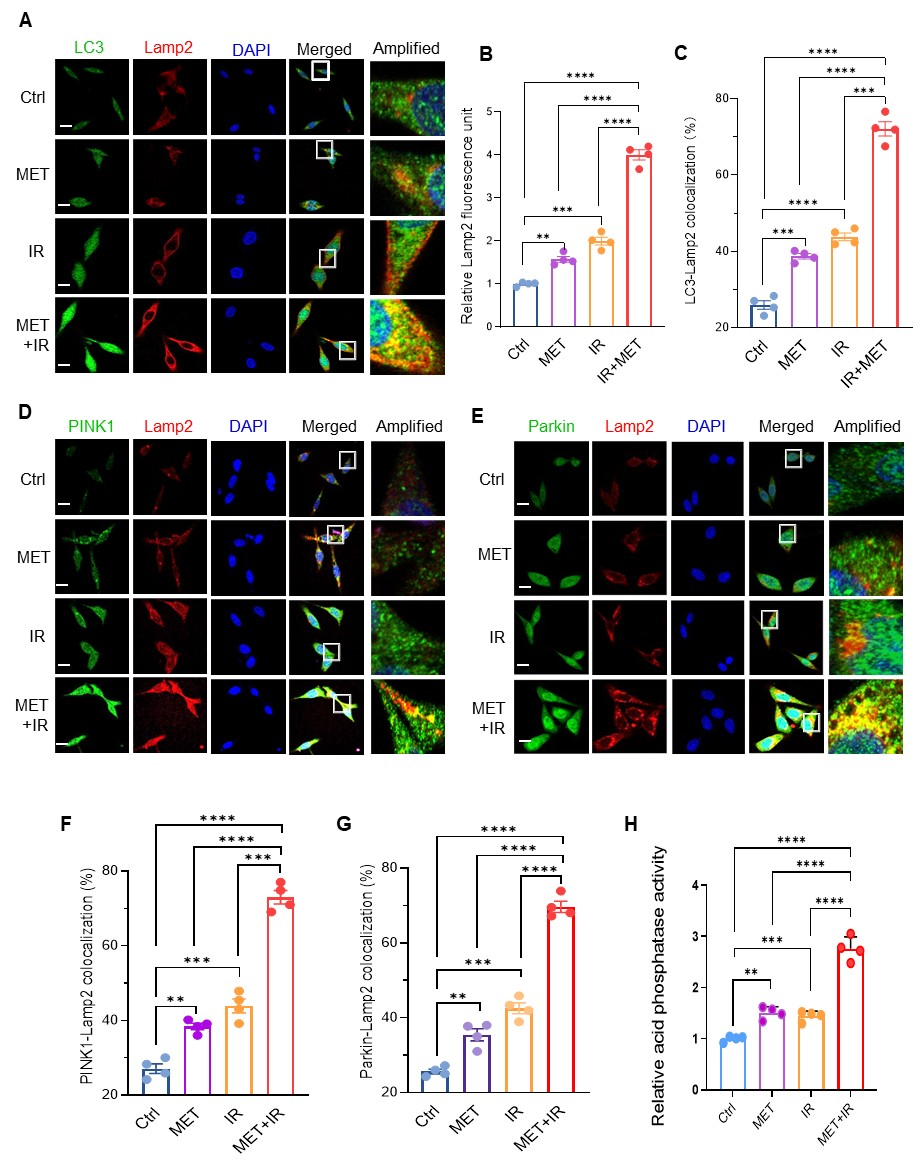 A
LC3 Lamp2 DAPI Merged Amplified
Ctrl
MET
IR
MET
+IR
B
**** 
****
****
***
**
Relative Lamp2 fluorescence unit
5
4
3
2
1
0
Ctrl MET IR IR+MET
C
****
****
***
****
***
LC3-Lamp2 colocalization (%)
80
60
40
20
Ctrl MET IR IR+MET
D
PINK1 Lamp2 DAPI Merged Amplified
Ctrl
MET
IR
MET
+IR
E
Parkin Lamp2 DAPI Merged Amplified
Ctrl
MET
IR
MET
+IR
F
****
****
***
***
**
PINK1-Lamp2 colocalization (%)
80
60
40
20
Ctrl MET IR MET+IR
G
****
****
****
***
**
Parkin-Lamp2 colocalization (%)
80
60
40
20
Ctrl MET IR MET+IR
H
****
****
****
***
**
Relative acid phosphatase activity
4
3
2
1
0
Ctrl MET IR MET+IR